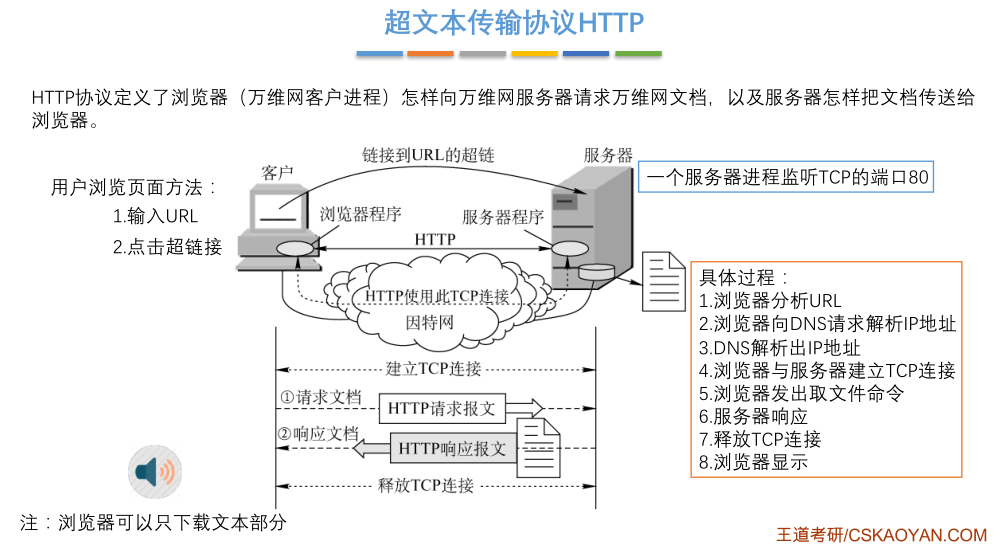 超文本传输协议HTTP
HTTP协议定义了浏览器（万维网客户进程）怎样向万维网服务器请求万维网文档，以及服务器怎样把文档传送给
浏览器。
用户浏览页面方法：
1.输入URL
2.点击超链接
链接到URL的超链
客户
服务器
一个服务器进程监听TCP的端口80
浏览器程序
服务器程序
HTTP
HTTP使用此TCP连接
因特网
建立TCP连接
①请求文档
HTTP请求报文
②响应文档
HTTP响应报文
释放TCP连接
具体过程：
1.浏览器分析URL
2.浏览器向DNS请求解析IP地址
3.DNS解析出IP地址
4.浏览器与服务器建立TCP连接
5.浏览器发出取文件命令
6.服务器响应
7.释放TCP连接
8.浏览器显示
注：浏览器可以只下载文本部分
王道考研/CSKAOYAN.COM